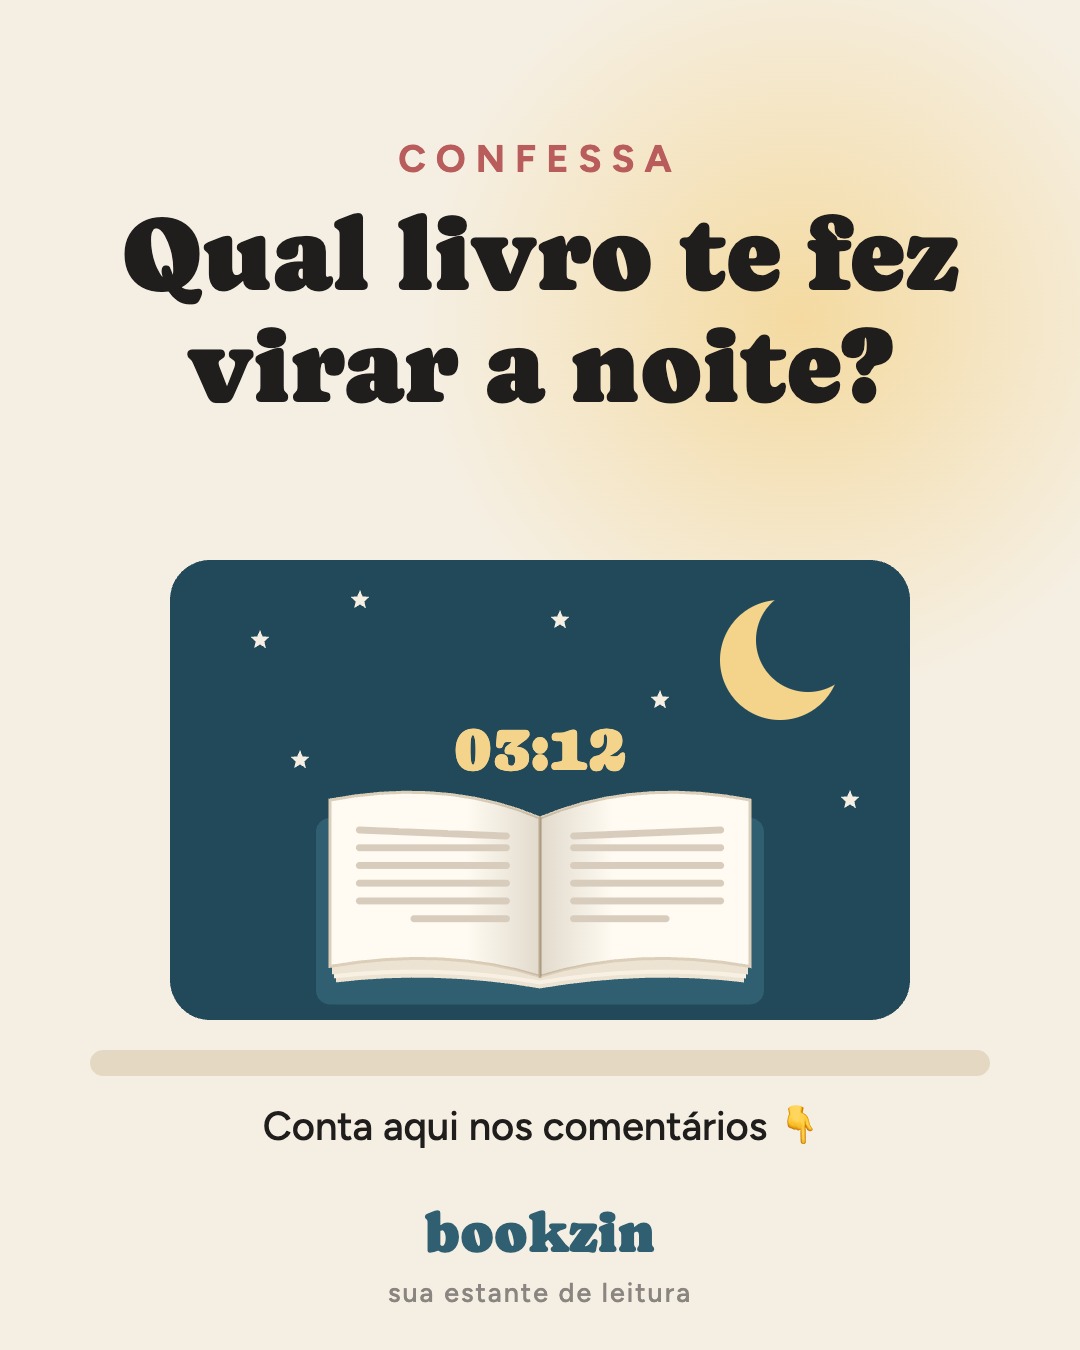 CONFESSA
Qual livro te fez
virar a noite?
03:12
Conta aqui nos comentários 👇
bookzin
sua estante de leitura